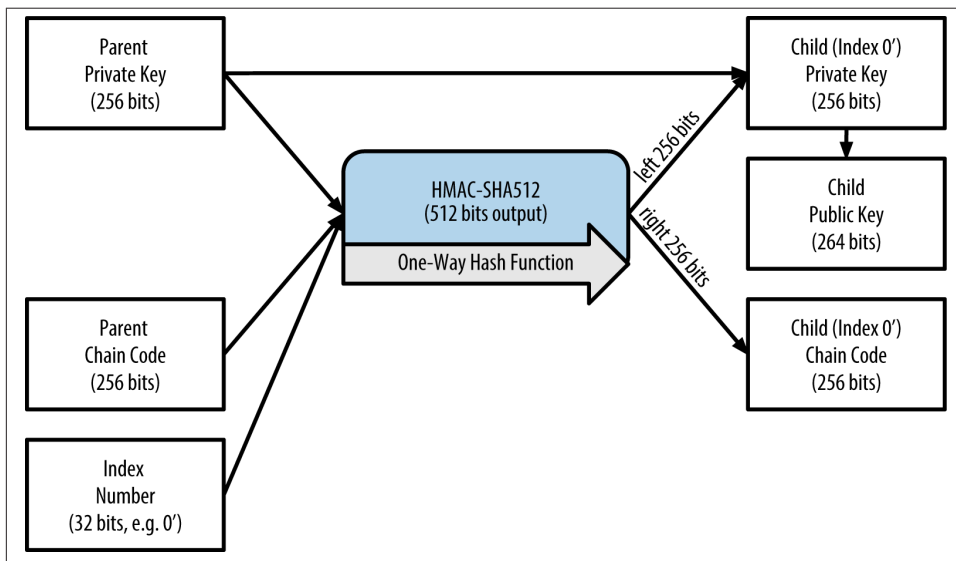 Parent
Private Key
(256 bits)
Parent
Chain Code
(256 bits)
Index
Number
(32 bits, e.g. 0’)
HMAC-SHA512
(512 bits output)
One-Way Hash Function
left 256 bits
right 256 bits
Child (Index 0’)
Private Key
(256 bits)
Child
Public Key
(264 bits)
Child (Index 0’)
Chain Code
(256 bits)